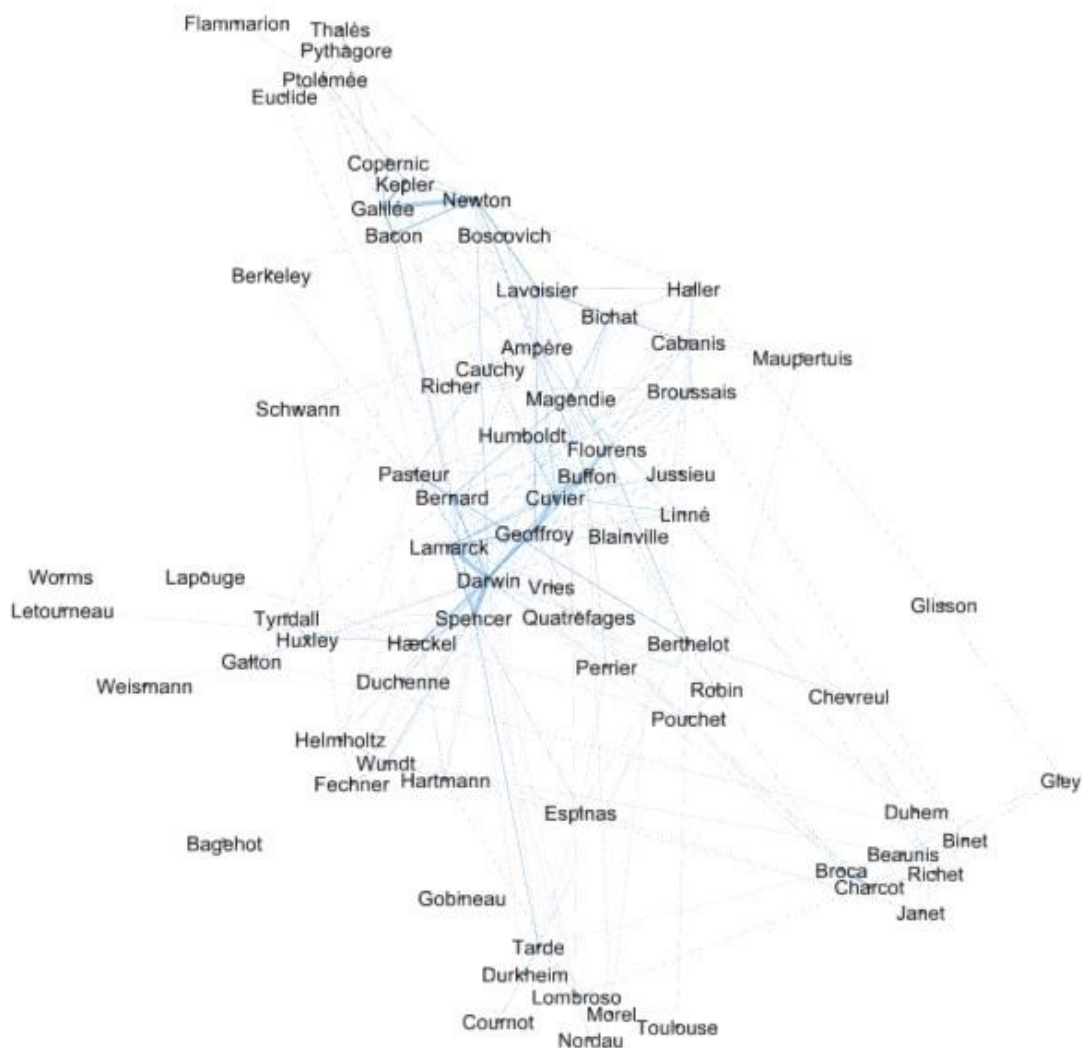 Flammarion
Thalès
Pythagore
Ptolémée
Euclide
Copernic
Kepler
Newton
Galilée
Bacon
Boscovich
Berkeley
Lavoisier
Haller
Bichat
Ampère
Cabanis
Maupertuis
Cauchy
Richer
Magendie
Broussais
Schwann
Humboldt
Flourens
Pasteur
Buffon
Jussieu
Bernard
Cuvier
Linné
Geoffroy
Blainville
Lamarck
Worms
Lapouge
Darwin
Vries
Letourneau
Tyndall
Spencer
Quatrefages
Glisson
Huxley
Hæckel
Berthelot
Galton
Perrier
Weismann
Duchenne
Robin
Chevreul
Pouchet
Helmholtz
Wundt
Fechner
Hartmann
Gley
Espinas
Duhem
Bagehot
Binet
Beaunis
Broca
Richet
Charcot
Gobineau
Janet
Tarde
Durkheim
Lombroso
Cournot
Morel
Toulouse
Nordau